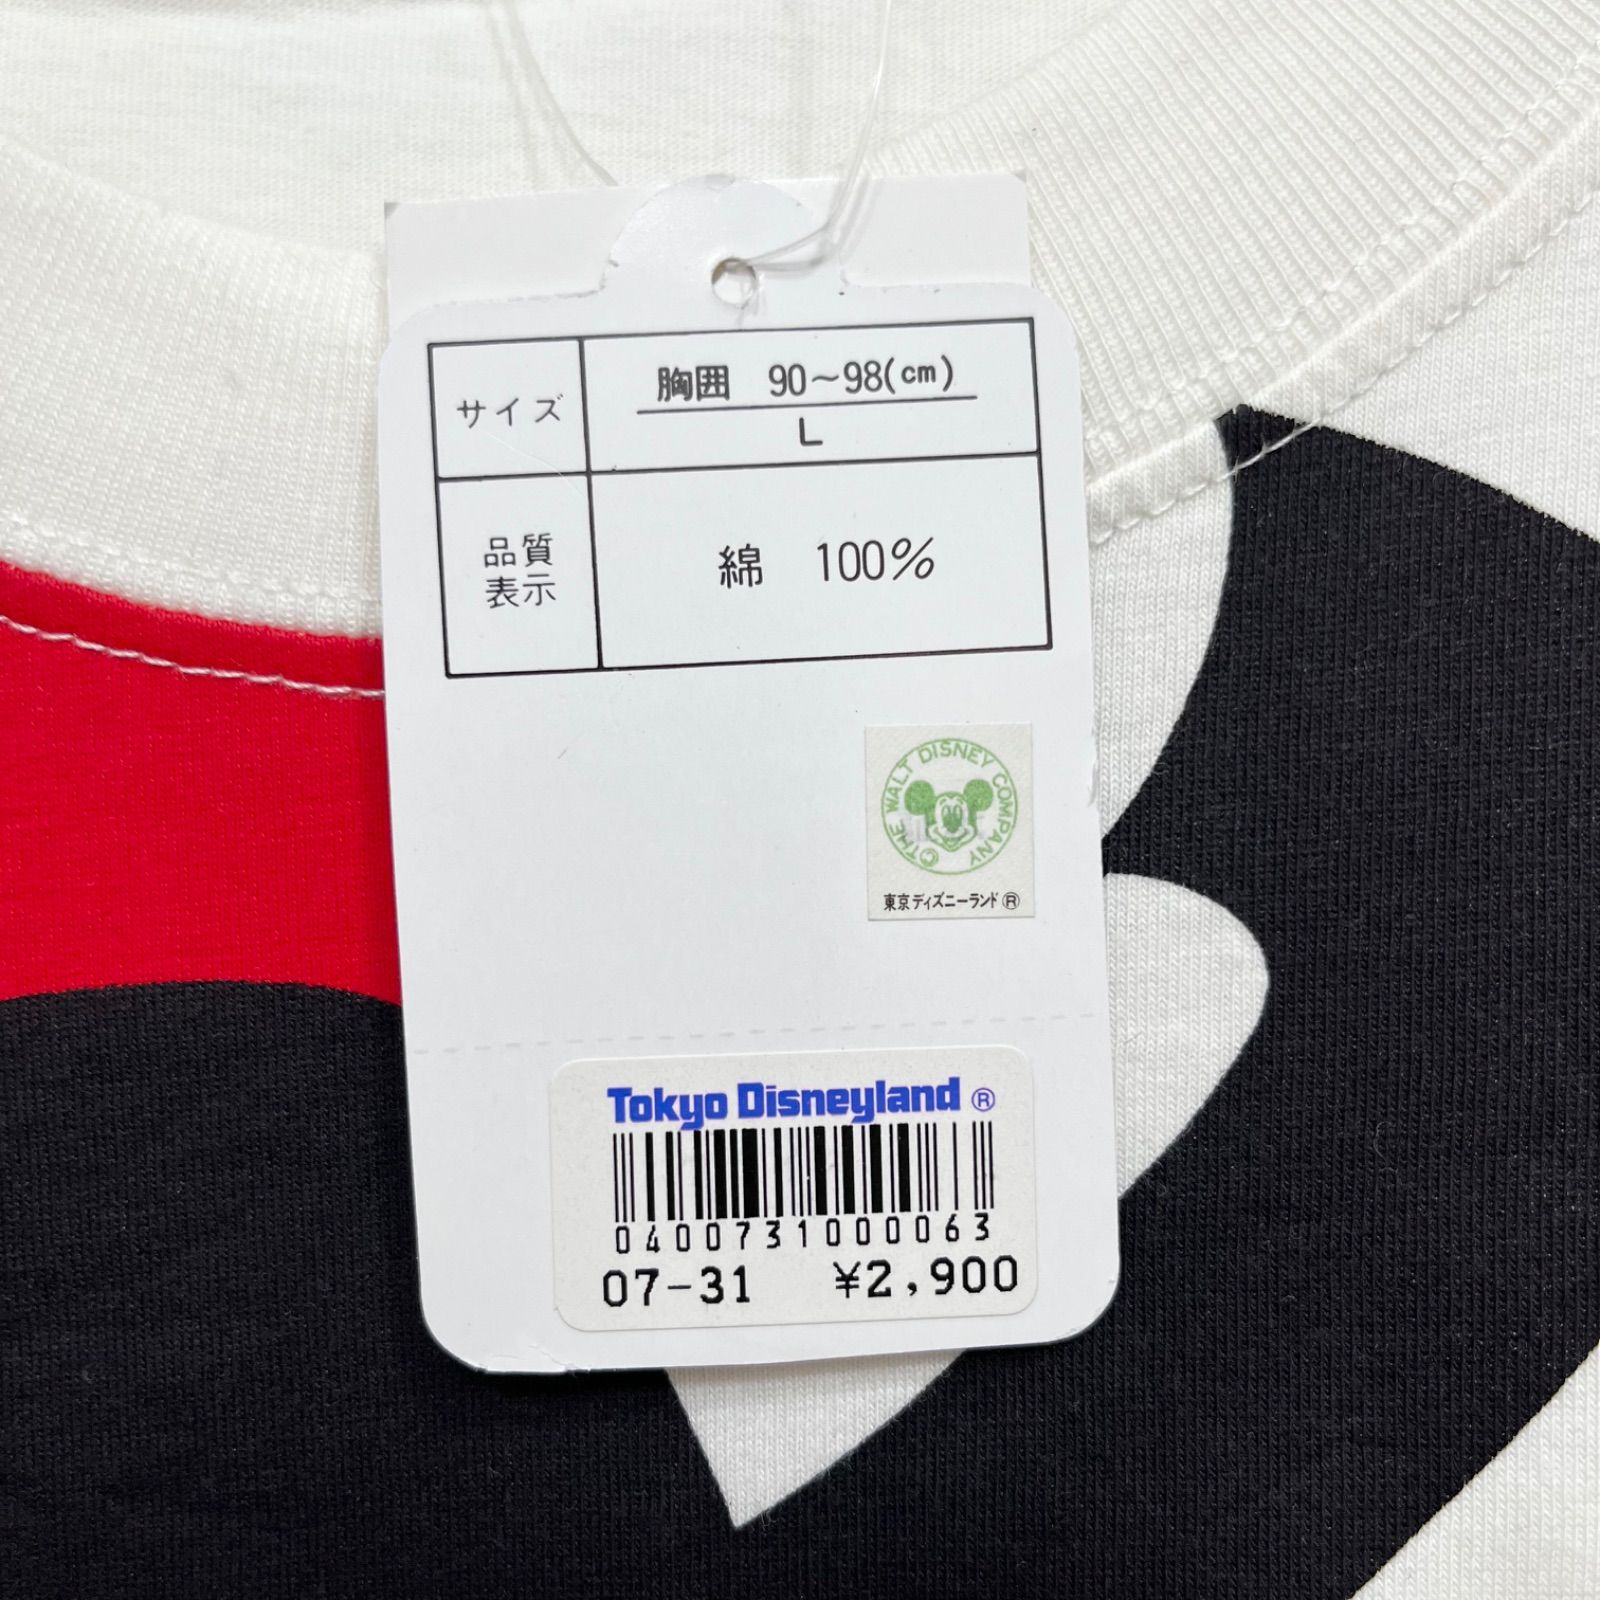 サイズ
胸囲 90～98(cm)
L
品質
表示
綿 100%
©THE WALT DISNEY COMPANY
東京ディズニーランド®
Tokyo Disneyland ®
0400731000063
07-31 ¥2,900